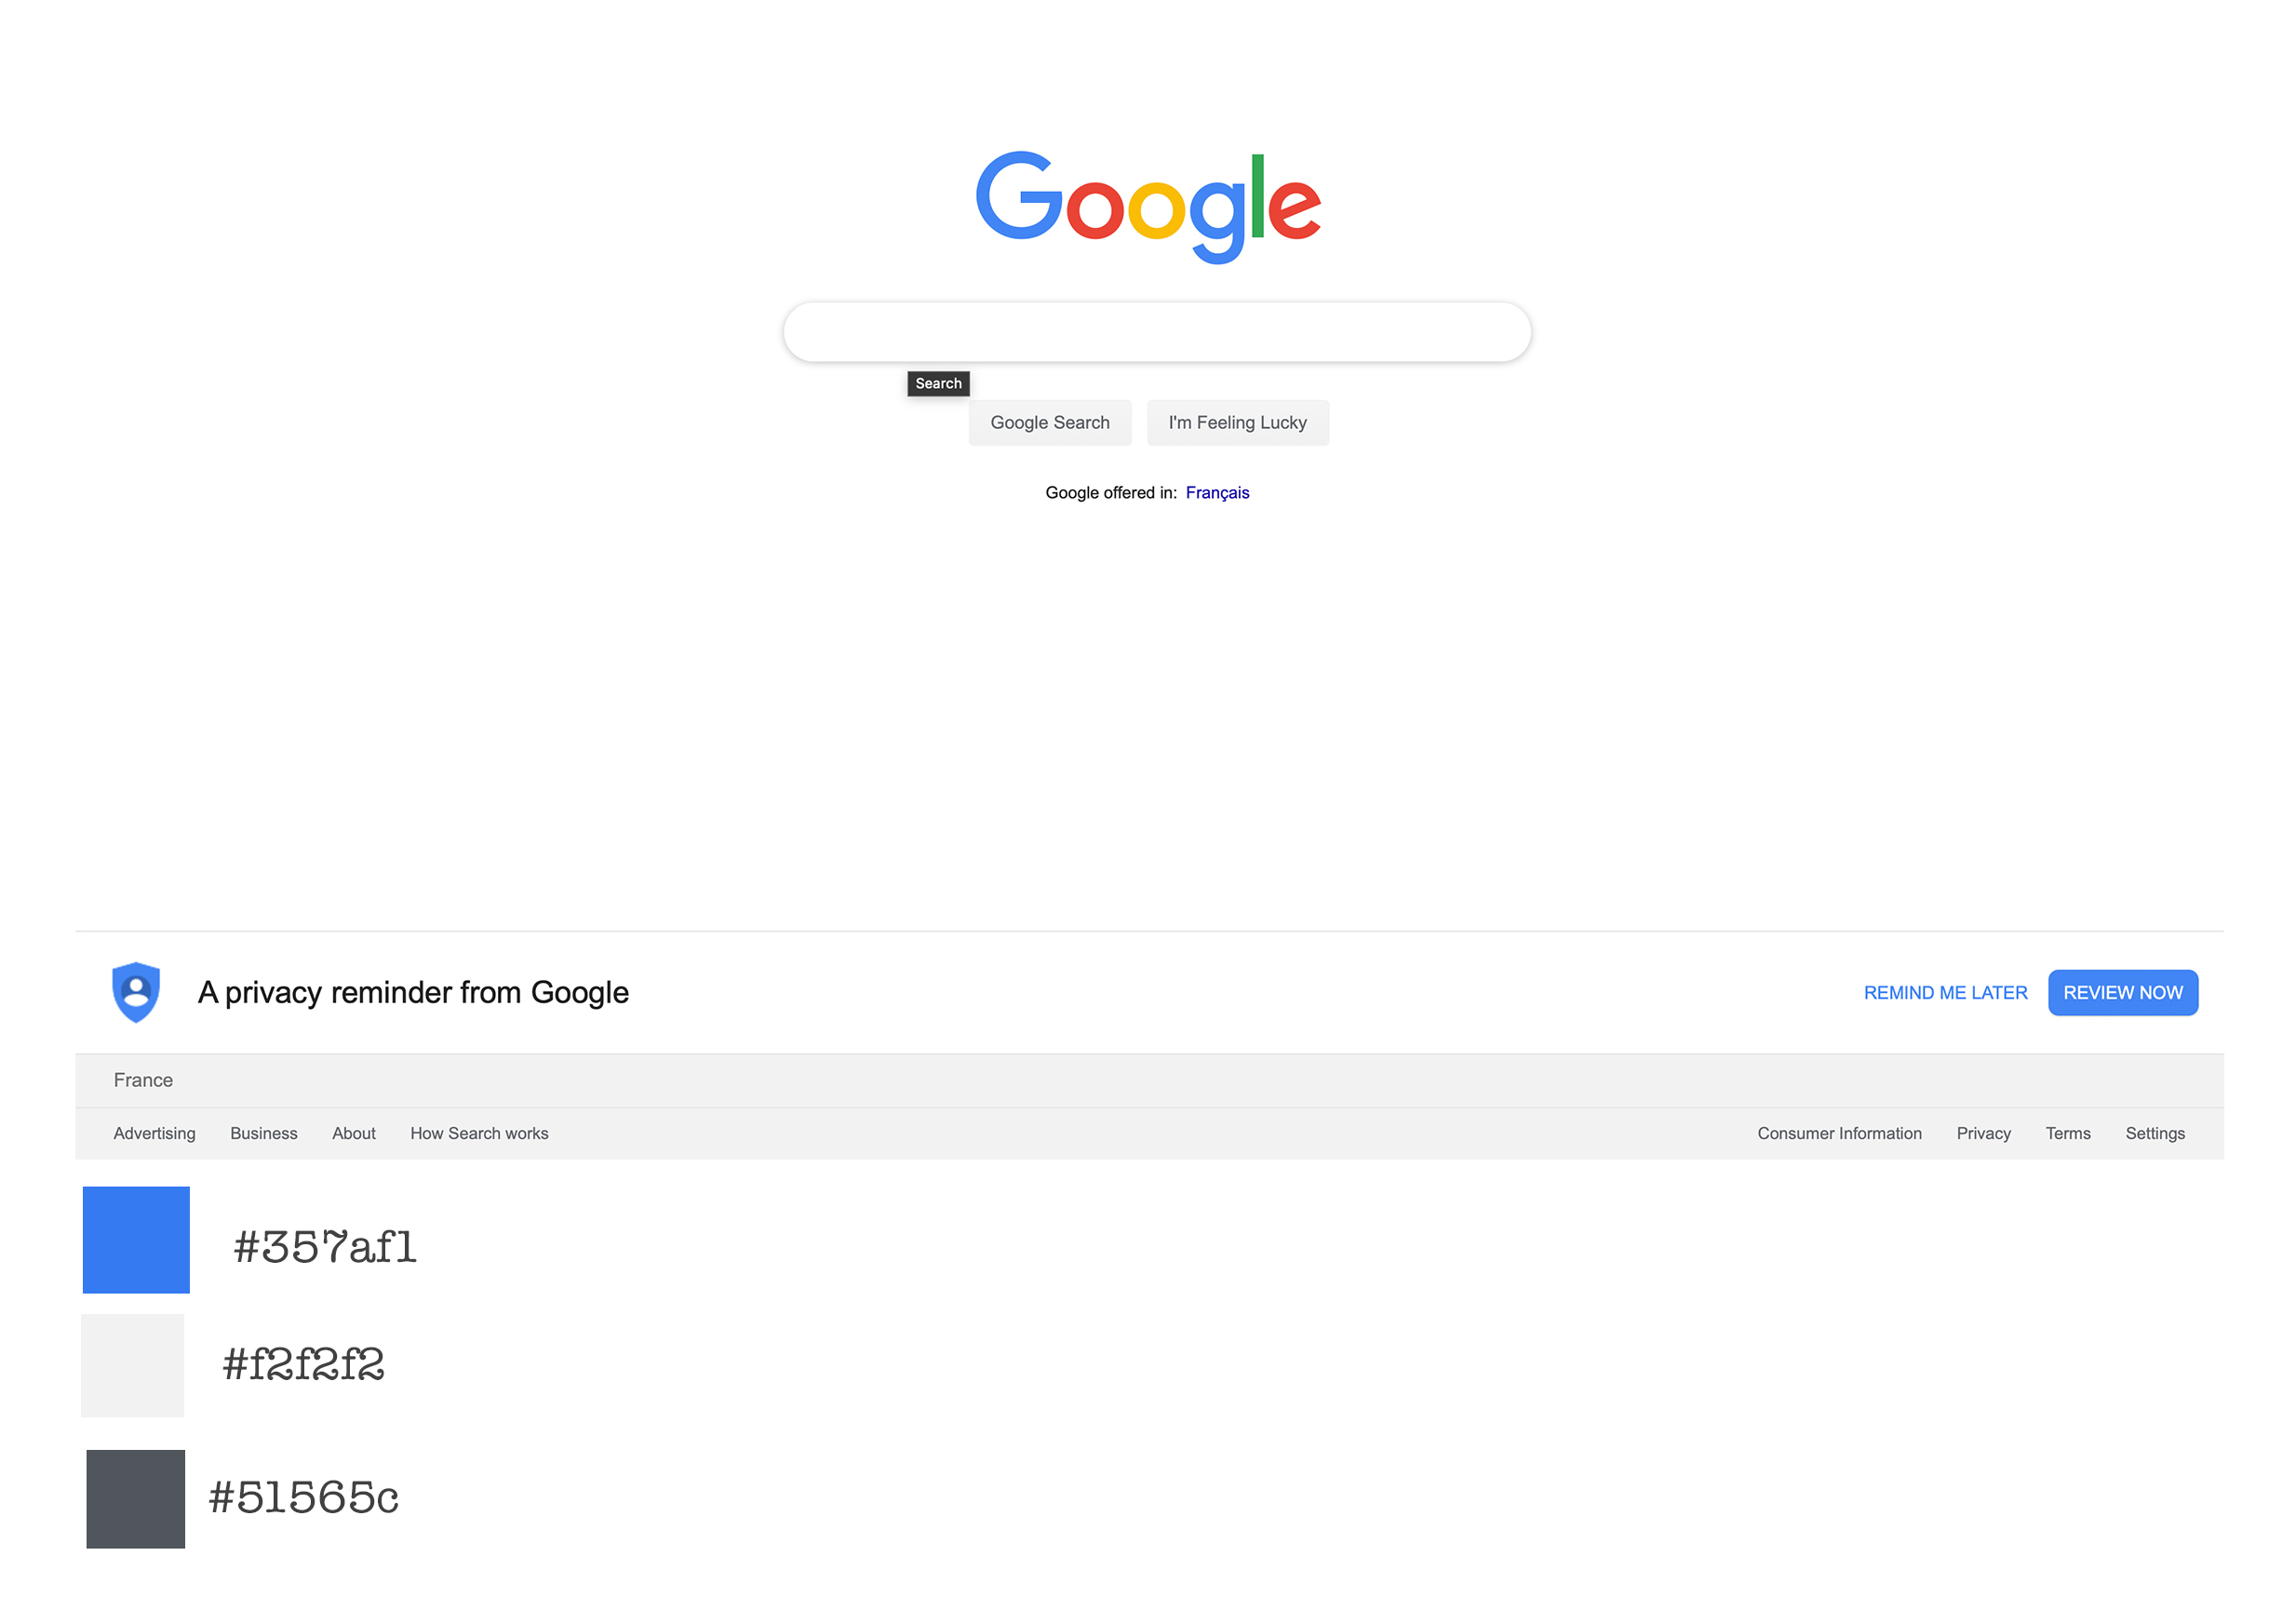 Google
Search
Google Search I'm Feeling Lucky
Google offered in: Français
A privacy reminder from Google REMIND ME LATER REVIEW NOW
France
Advertising Business About How Search works Consumer Information Privacy Terms Settings
#357af1
#f2f2f2
#51565c